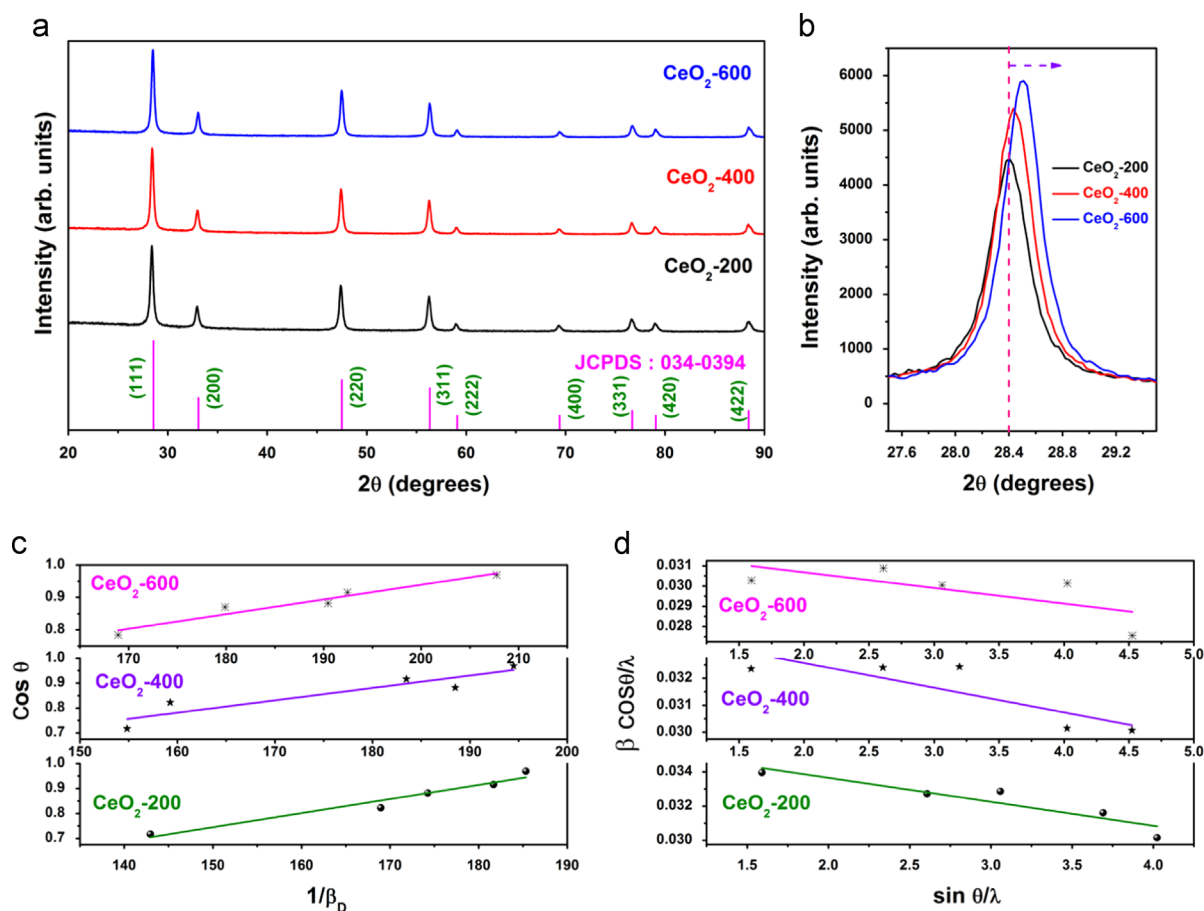 a
Intensity (arb. units)
CeO2-600
CeO2-400
CeO2-200
JCPDS : 034-0394
(111)
(200)
(220)
(311)
(222)
(400)
(331)
(420)
(422)
20 30 40 50 60 70 80 90
2θ (degrees)
b
Intensity (arb. units)
6000
5000
4000
3000
2000
1000
0
CeO2-200
CeO2-400
CeO2-600
27.6 28.0 28.4 28.8 29.2
2θ (degrees)
c
Cos θ
1.0
0.9
0.8
CeO2-600
170 180 190 200 210
1.0
0.9
0.8
0.7
CeO2-400
150 160 170 180 190 200
1.0
0.9
0.8
0.7
CeO2-200
140 150 160 170 180 190
1/βD
d
β cosθ/λ
0.031
0.030
0.029
0.028
CeO2-600
1.5 2.0 2.5 3.0 3.5 4.0 4.5 5.0
0.032
0.030
CeO2-400
1.5 2.0 2.5 3.0 3.5 4.0 4.5 5.0
0.034
0.032
0.030
CeO2-200
1.5 2.0 2.5 3.0 3.5 4.0
sin θ/λ